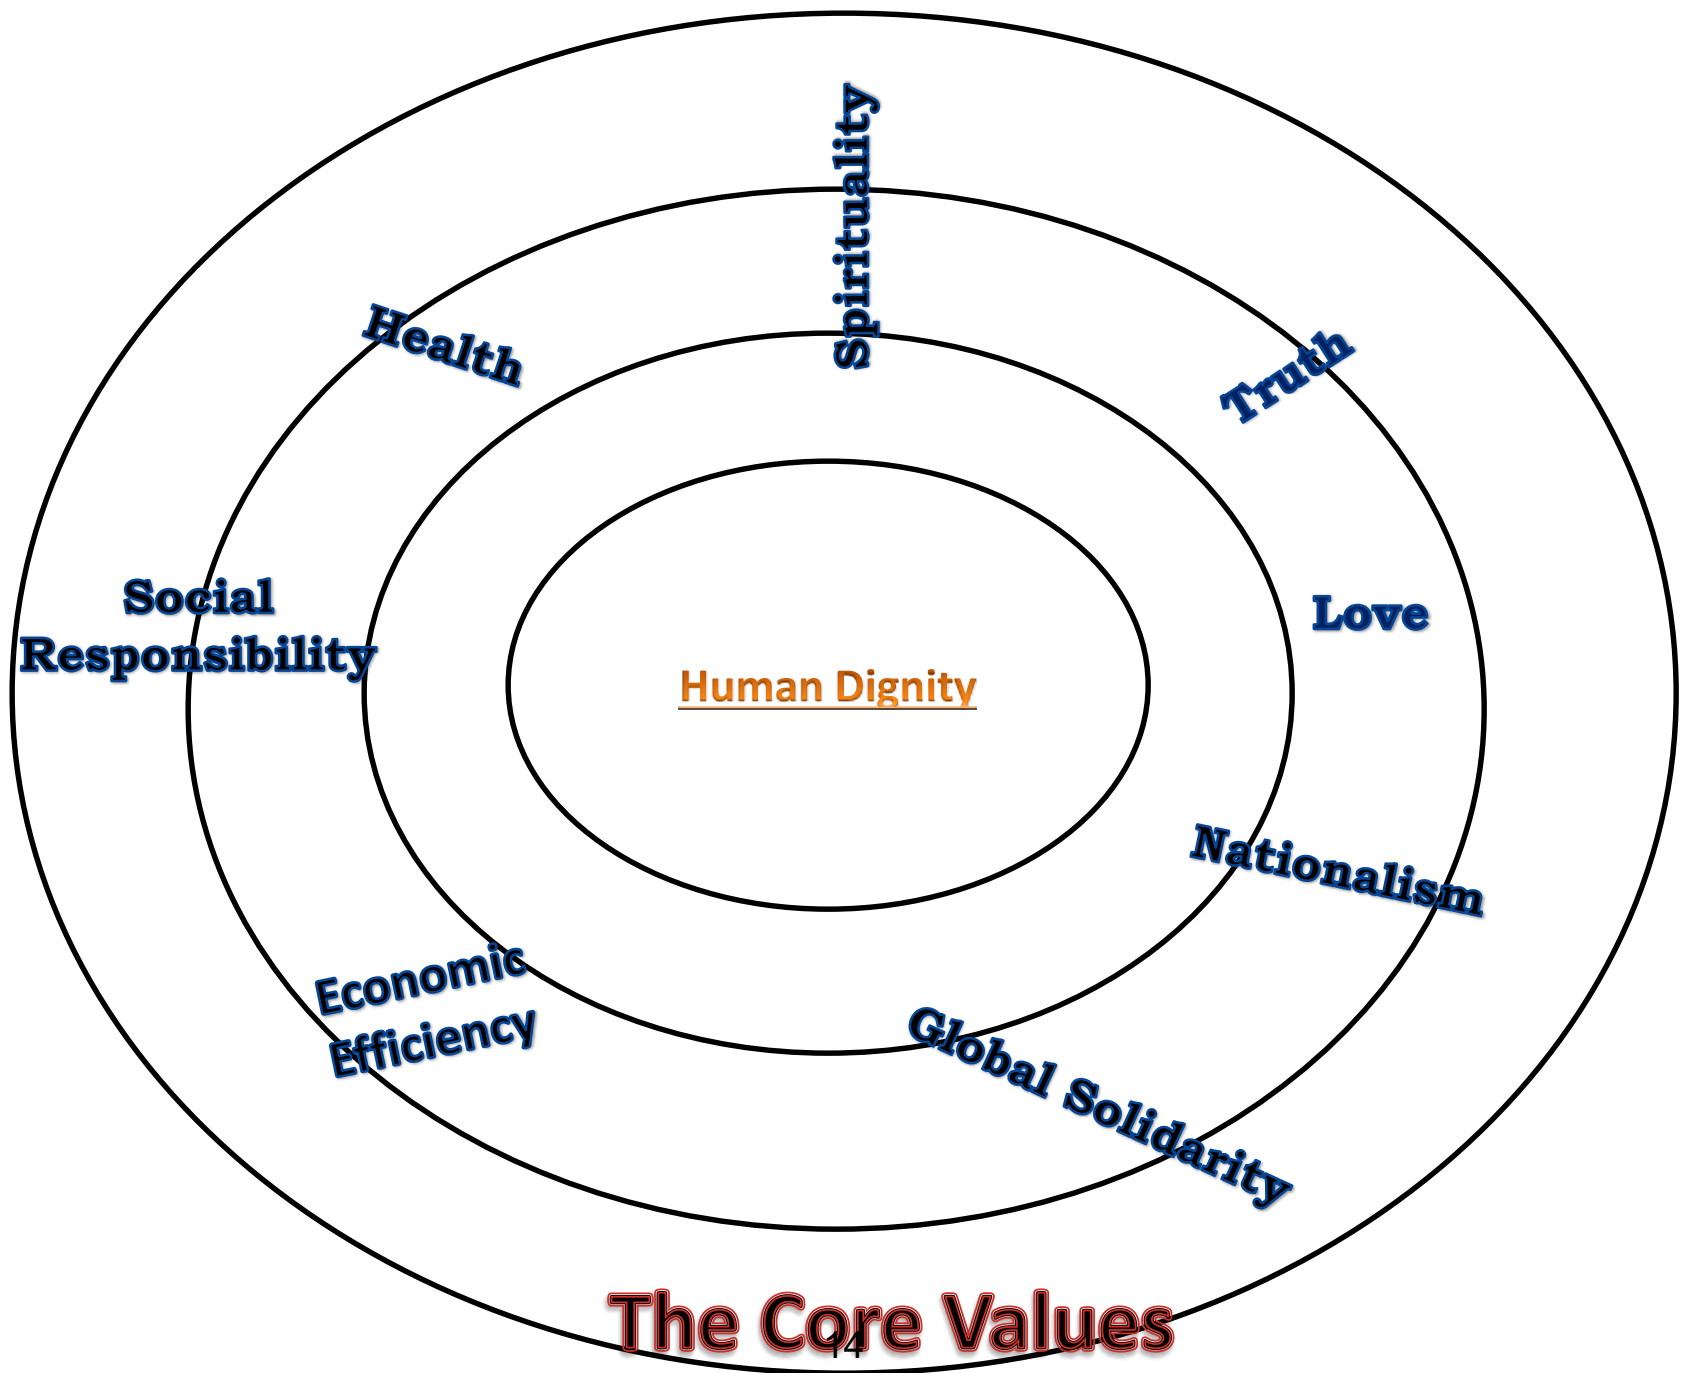 Spirituality
Health
Truth
Social
Responsibility
Love
Human Dignity
Nationalism
Economic
Efficiency
Global Solidarity
The Core Values
14